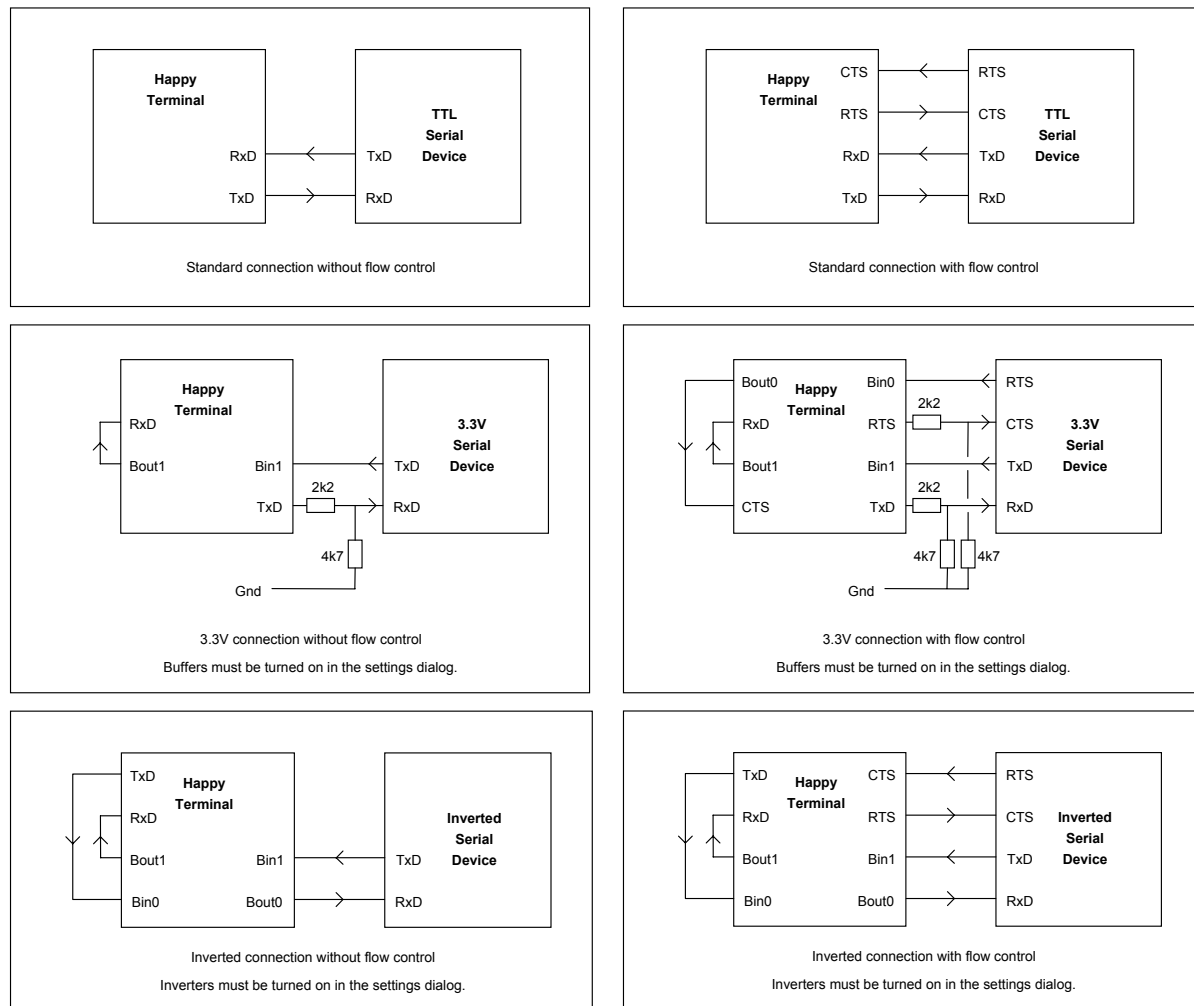 Happy
Terminal
TTL
Serial
Device
RxD
TxD
TxD
RxD
Standard connection without flow control
Happy
Terminal
TTL
Serial
Device
CTS
RTS
RTS
CTS
RxD
TxD
TxD
RxD
Standard connection with flow control
Happy
Terminal
3.3V
Serial
Device
RxD
Bout1
Bin1
TxD
2k2
TxD
RxD
4k7
Gnd
3.3V connection without flow control
Buffers must be turned on in the settings dialog.
Happy
Terminal
3.3V
Serial
Device
Bout0
Bin0
RTS
2k2
RxD
RTS
CTS
Bout1
Bin1
TxD
2k2
CTS
TxD
RxD
4k7
4k7
Gnd
3.3V connection with flow control
Buffers must be turned on in the settings dialog.
TxD
Happy
Terminal
RxD
Inverted
Serial
Device
Bout1
Bin1
TxD
Bin0
Bout0
RxD
Inverted connection without flow control
Inverters must be turned on in the settings dialog.
TxD
Happy
Terminal
CTS
RTS
RxD
RTS
CTS
Inverted
Serial
Device
Bout1
Bin1
TxD
Bin0
Bout0
RxD
Inverted connection with flow control
Inverters must be turned on in the settings dialog.